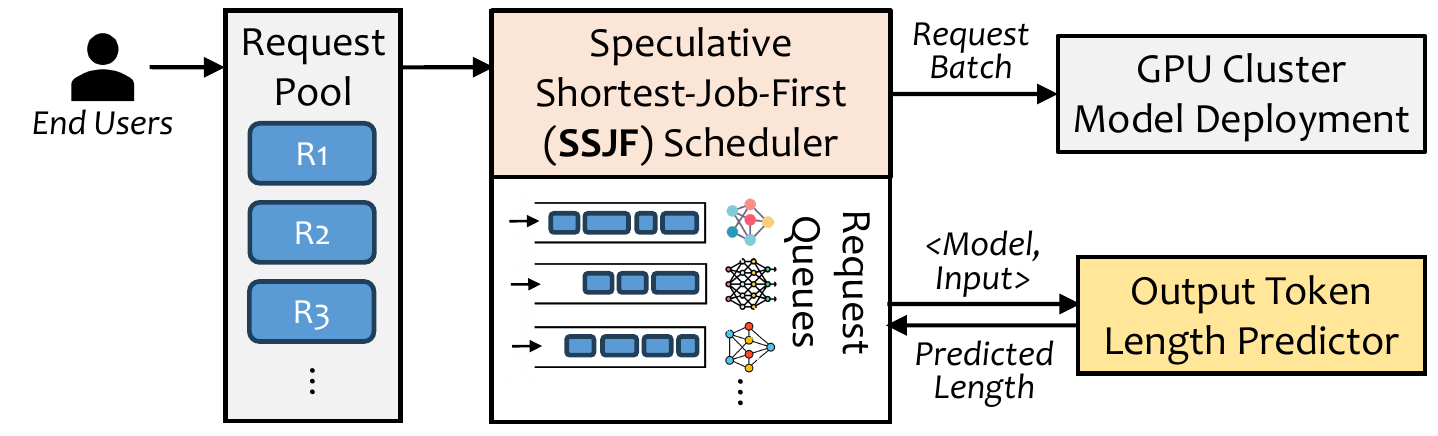 End Users
Request
Pool
R1
R2
R3
⋮
Speculative
Shortest-Job-First
(SSJF) Scheduler
Request
Queues
⋮
Request
Batch
GPU Cluster
Model Deployment
<Model,
Input>
Predicted
Length
Output Token
Length Predictor